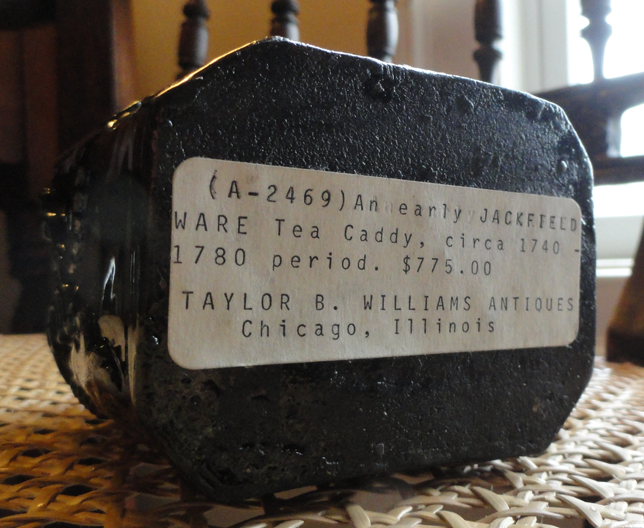 (A-2469)An early JACKFIELD
WARE Tea Caddy, circa 1740 -
1780 period. $775.00
TAYLOR B. WILLIAMS ANTIQUES
Chicago, Illinois